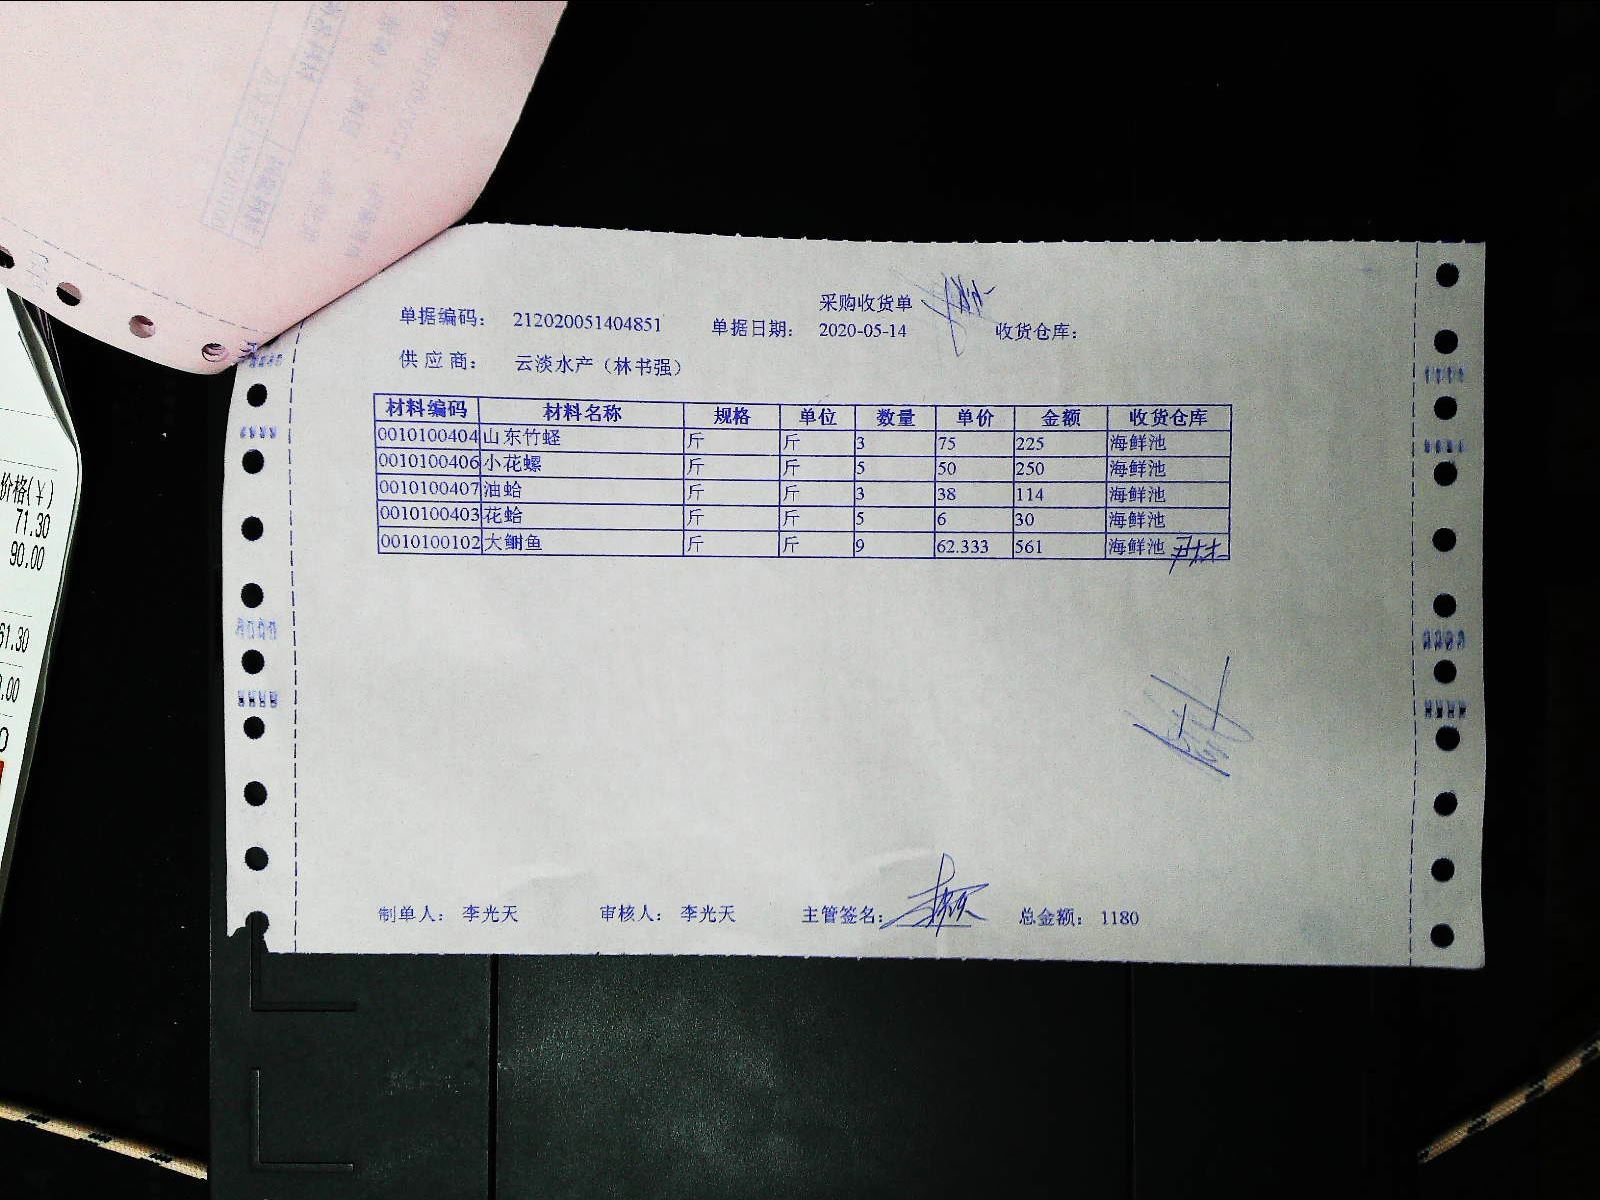 采购收货单
单据编码： 212020051404851 单据日期： 2020-05-14 收货仓库：
供 应 商： 云淡水产（林书强）
材料编码 材料名称 规格 单位 数量 单价 金额 收货仓库
0010100404 山东竹蛏 斤 斤 3 75 225 海鲜池
0010100406 小花螺 斤 斤 5 50 250 海鲜池
0010100407 油蛤 斤 斤 3 38 114 海鲜池
0010100403 花蛤 斤 斤 5 6 30 海鲜池
0010100102 大鲥鱼 斤 斤 9 62.333 561 海鲜池
制单人： 李光天 审核人： 李光天 主管签名： 总金额： 1180
价格(¥)
71.30
90.00
61.30
.00